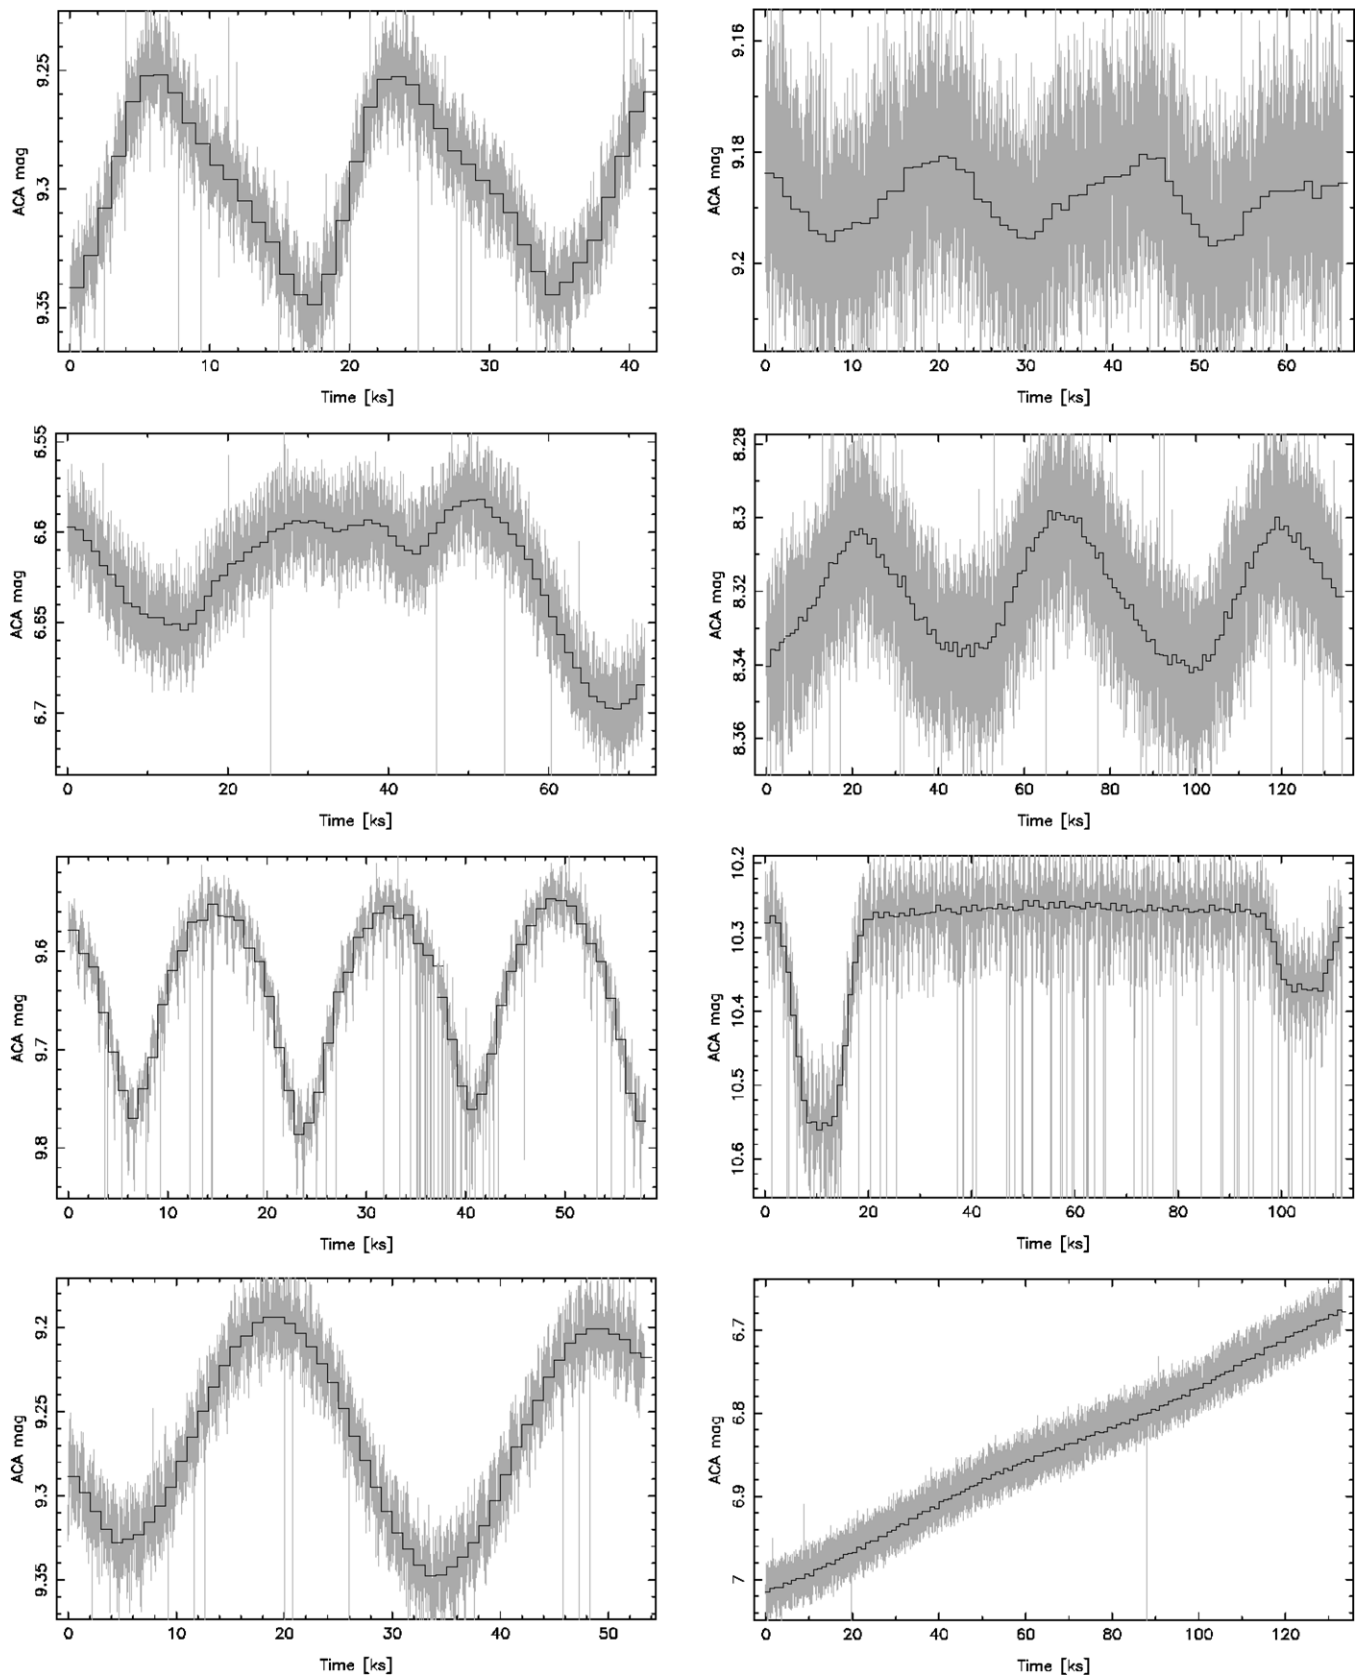 9.25
9.3
9.35
ACA mag
0 10 20 30 40
Time [ks]
9.16
9.18
9.2
ACA mag
0 10 20 30 40 50 60
Time [ks]
6.55
6.6
6.65
6.7
ACA mag
0 20 40 60
Time [ks]
8.28
8.3
8.32
8.34
8.36
ACA mag
0 20 40 60 80 100 120
Time [ks]
9.6
9.7
9.8
ACA mag
0 10 20 30 40 50
Time [ks]
10.2
10.3
10.4
10.5
10.6
ACA mag
0 20 40 60 80 100
Time [ks]
9.2
9.25
9.3
9.35
ACA mag
0 10 20 30 40 50
Time [ks]
6.7
6.8
6.9
7
ACA mag
0 20 40 60 80 100 120
Time [ks]